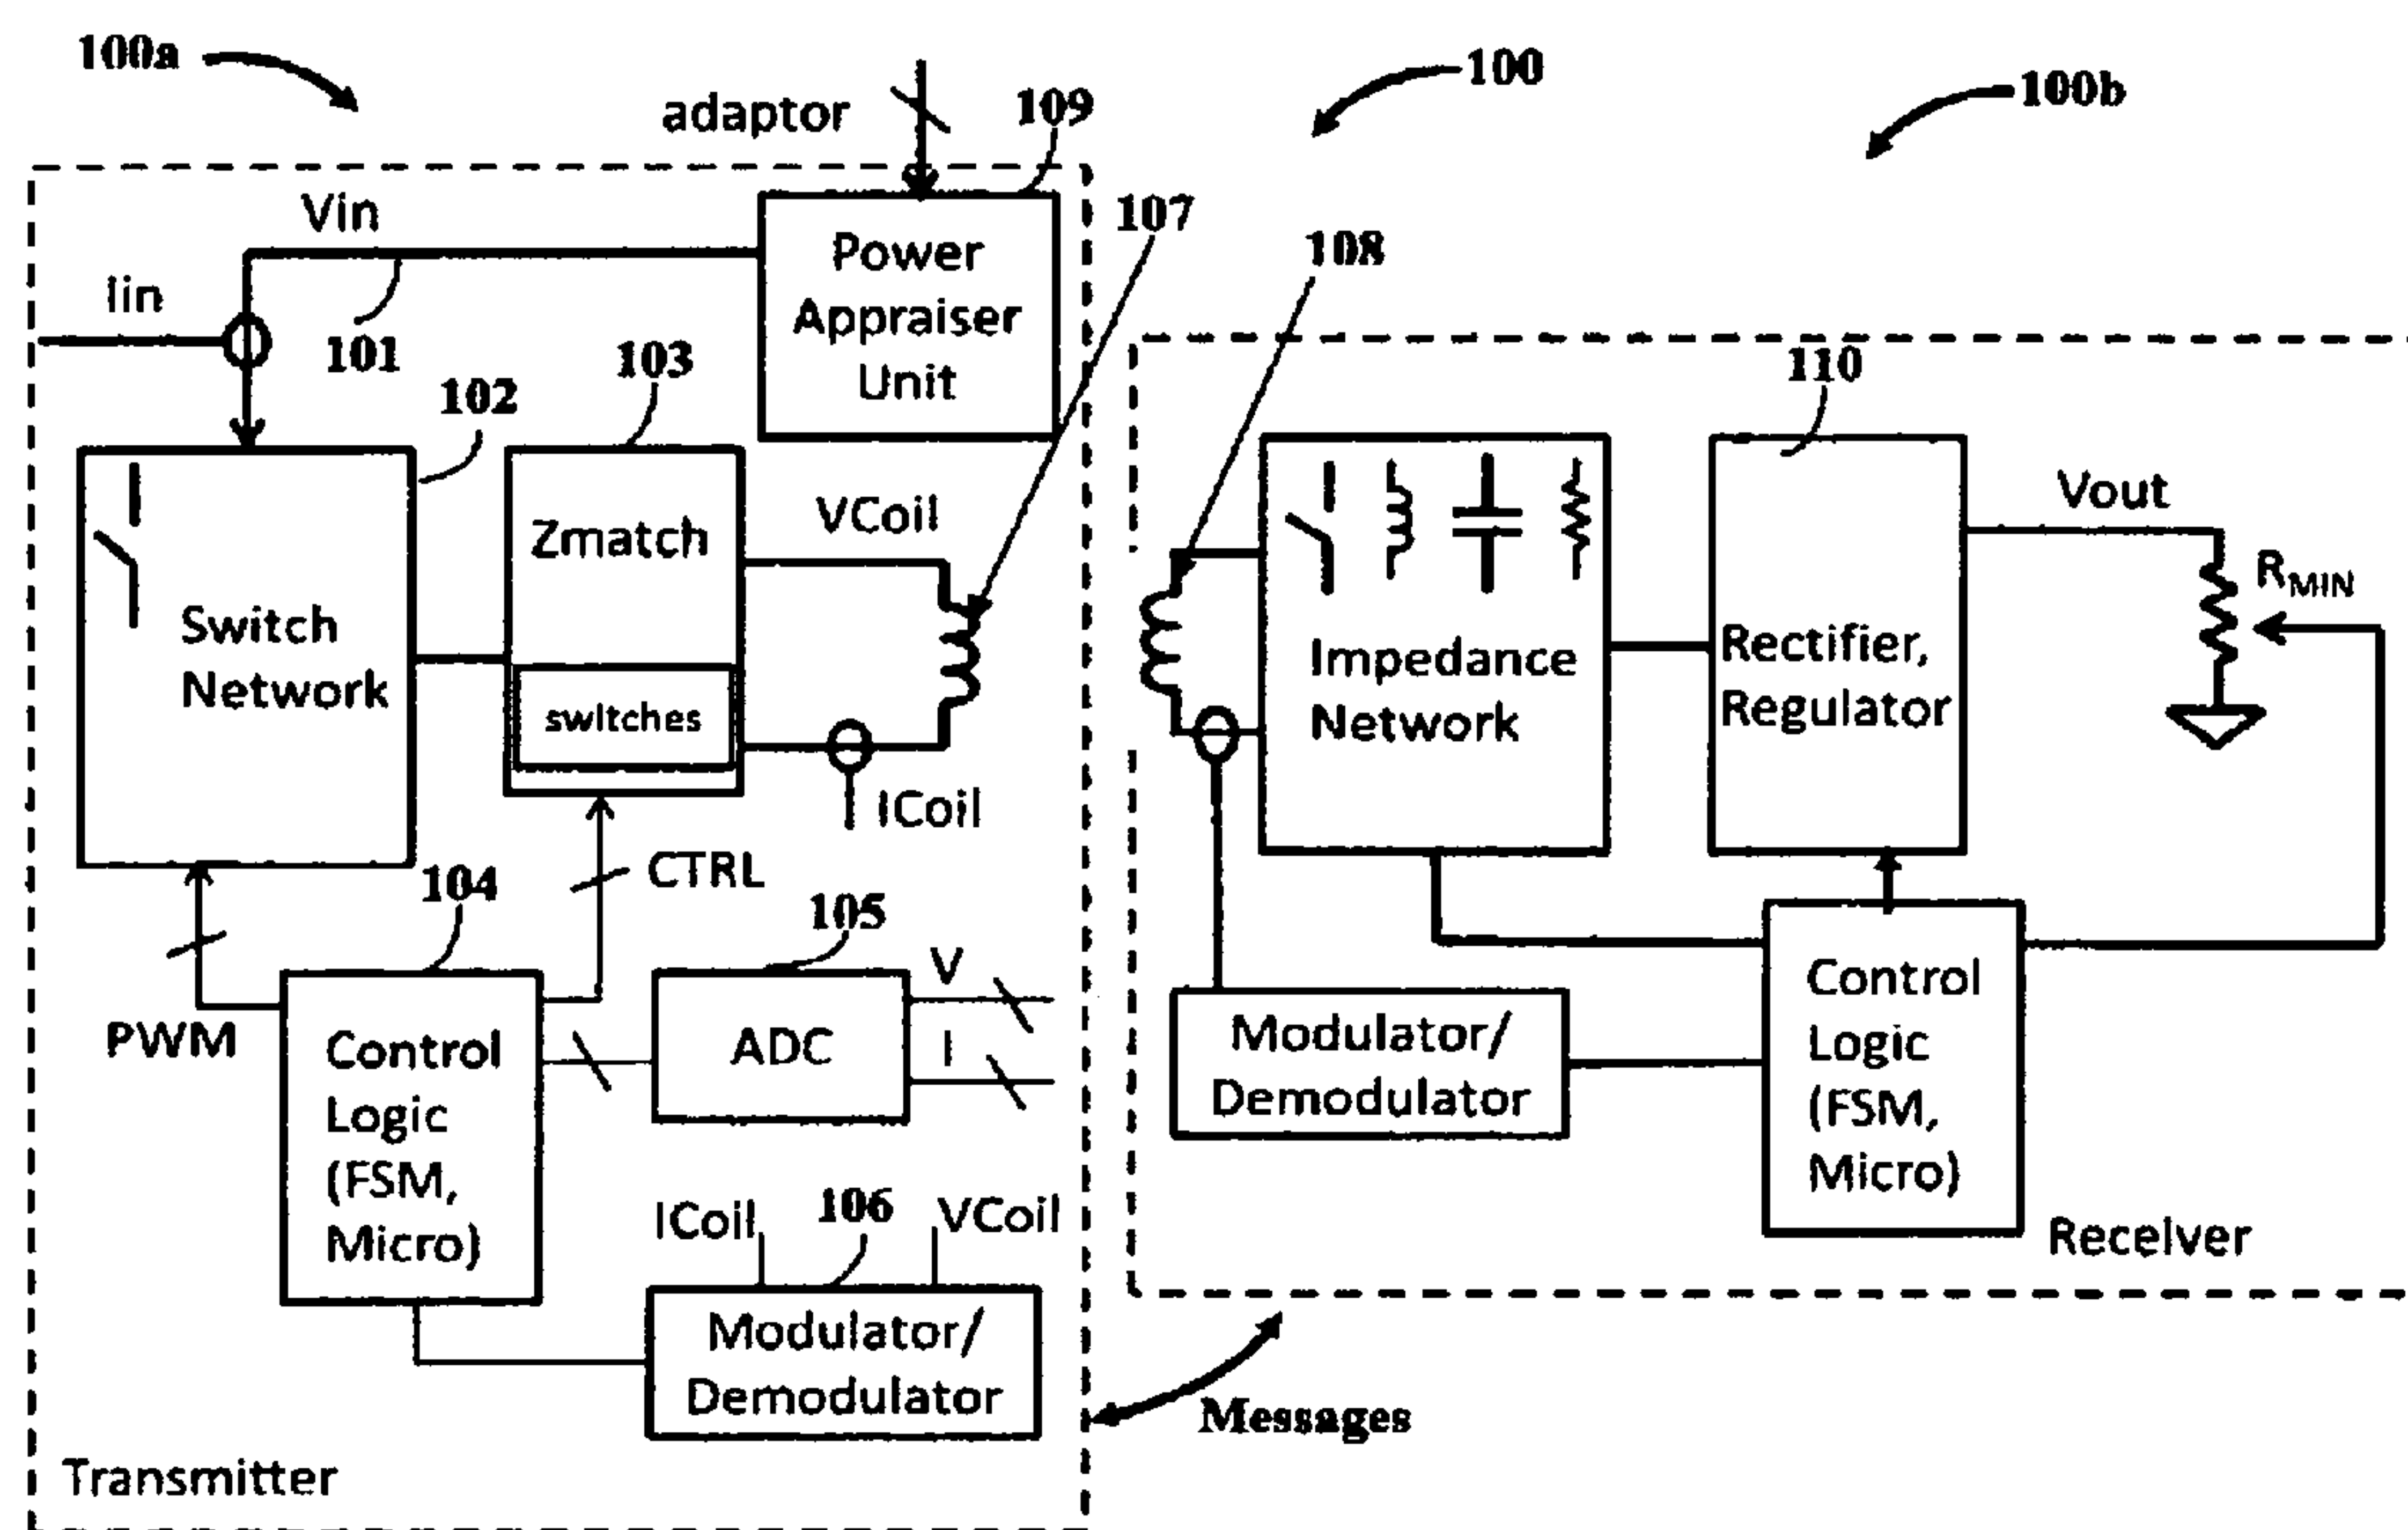 100a
100
100b
adaptor
109
Vin
107
108
Iin
101
Power
Appraiser
Unit
102
103
110
Zmatch
VCoil
Vout
Switch
Network
switches
ICoil
Impedance
Network
Rectifier,
Regulator
RMIN
CTRL
104
105
PWM
Control
Logic
(FSM,
Micro)
ADC
V
I
Modulator/
Demodulator
Control
Logic
(FSM,
Micro)
ICoil
106
VCoil
Modulator/
Demodulator
Receiver
Messages
Transmitter